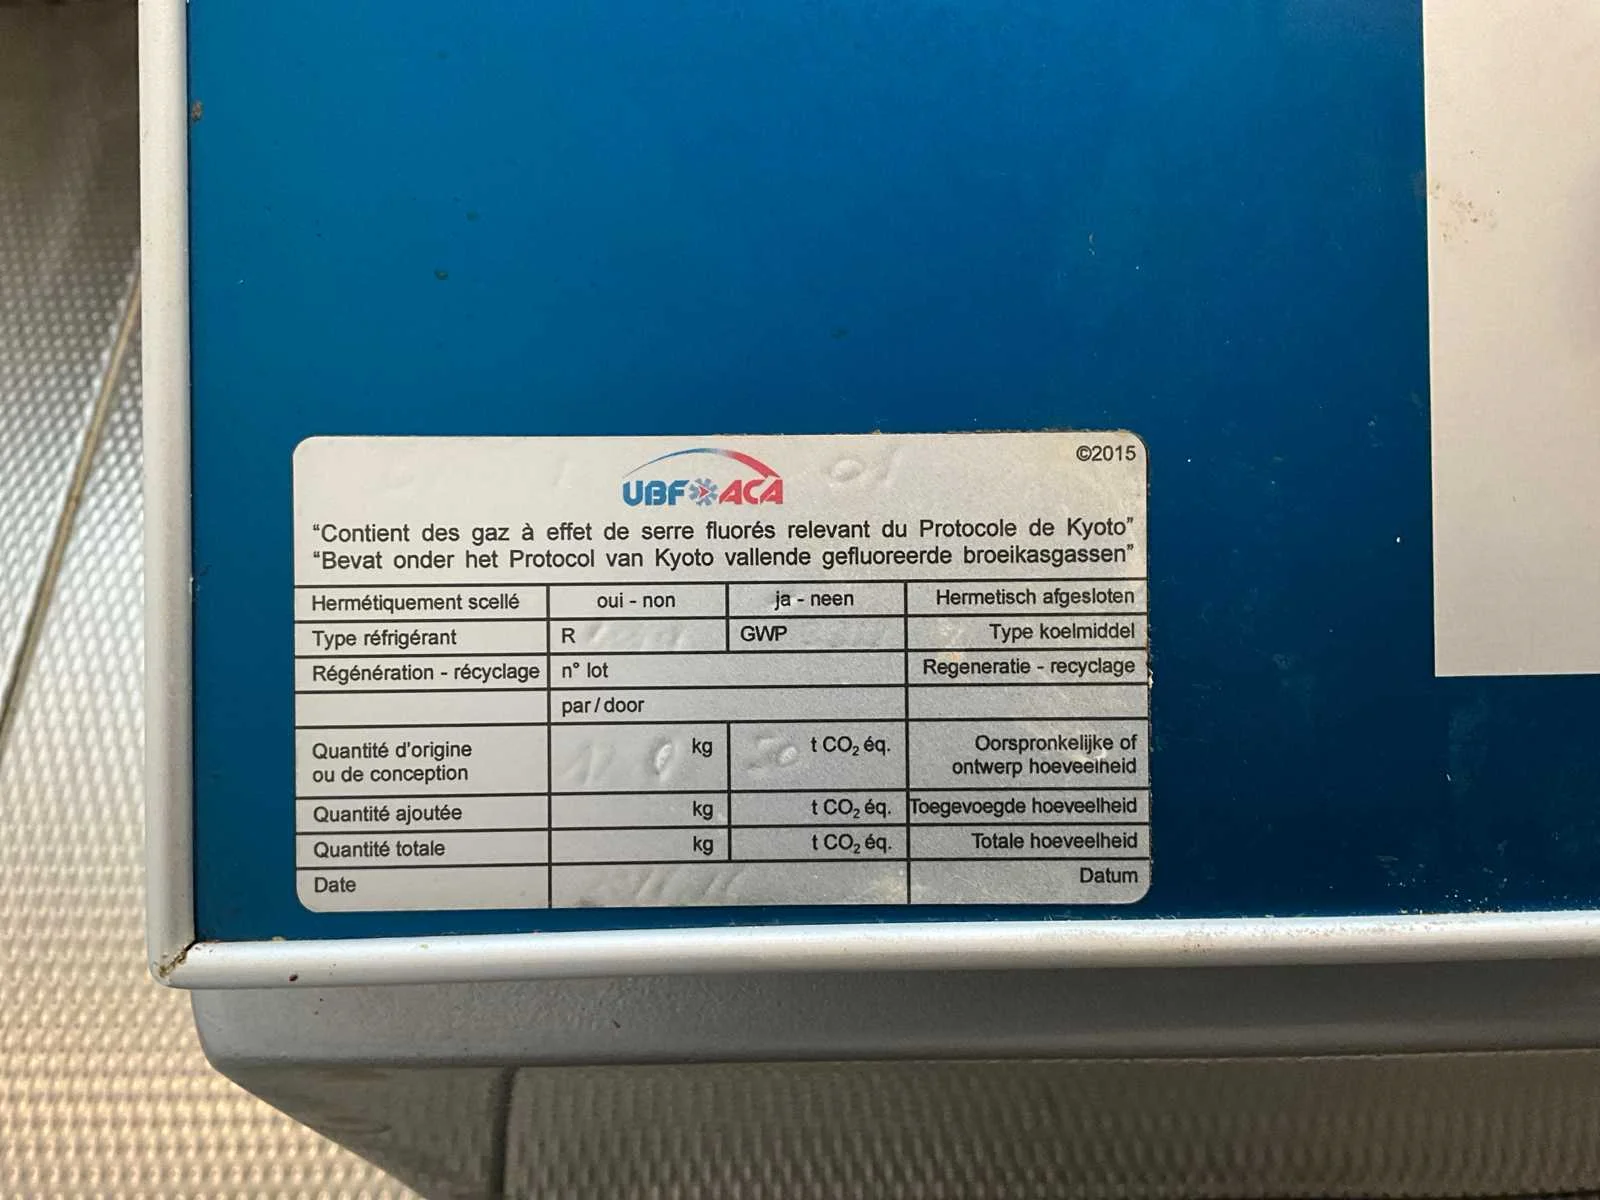 ©2015
UBF ACA
“Contient des gaz à effet de serre fluorés relevant du Protocole de Kyoto”
“Bevat onder het Protocol van Kyoto vallende gefluoreerde broeikasgassen”
Hermétiquement scellé oui - non ja - neen Hermetisch afgesloten
Type réfrigérant R GWP Type koelmiddel
Régénération - récyclage n° lot Regeneratie - recyclage
par / door
Quantité d'origine kg t CO₂ éq. Oorspronkelijke of
ou de conception ontwerp hoeveelheid
Quantité ajoutée kg t CO₂ éq. Toegevoegde hoeveelheid
Quantité totale kg t CO₂ éq. Totale hoeveelheid
Date Datum